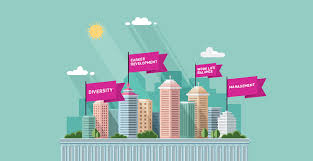 DIVERSITY
CAREER
DEVELOPMENT
WORK LIFE
BALANCE
MANAGEMENT